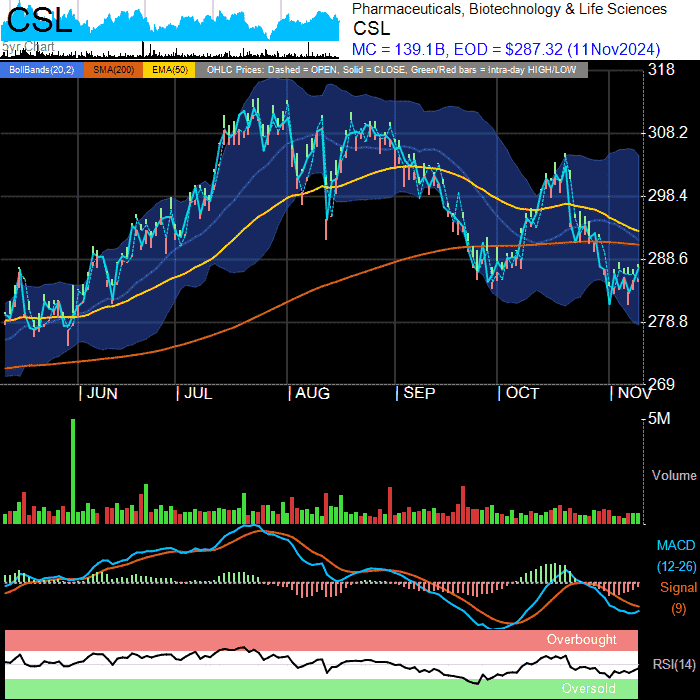 CSL
5yr Chart
Pharmaceuticals, Biotechnology & Life Sciences
CSL
MC = 139.1B, EOD = $287.32 (11Nov2024)
BollBands(20,2) SMA(200) EMA(50) OHLC Prices: Dashed = OPEN, Solid = CLOSE, Green/Red bars = Intra-day HIGH/LOW
318
308.2
298.4
288.6
278.8
269
JUN JUL AUG SEP OCT NOV
5M
Volume
MACD
(12-26)
Signal
(9)
Overbought
RSI(14)
Oversold